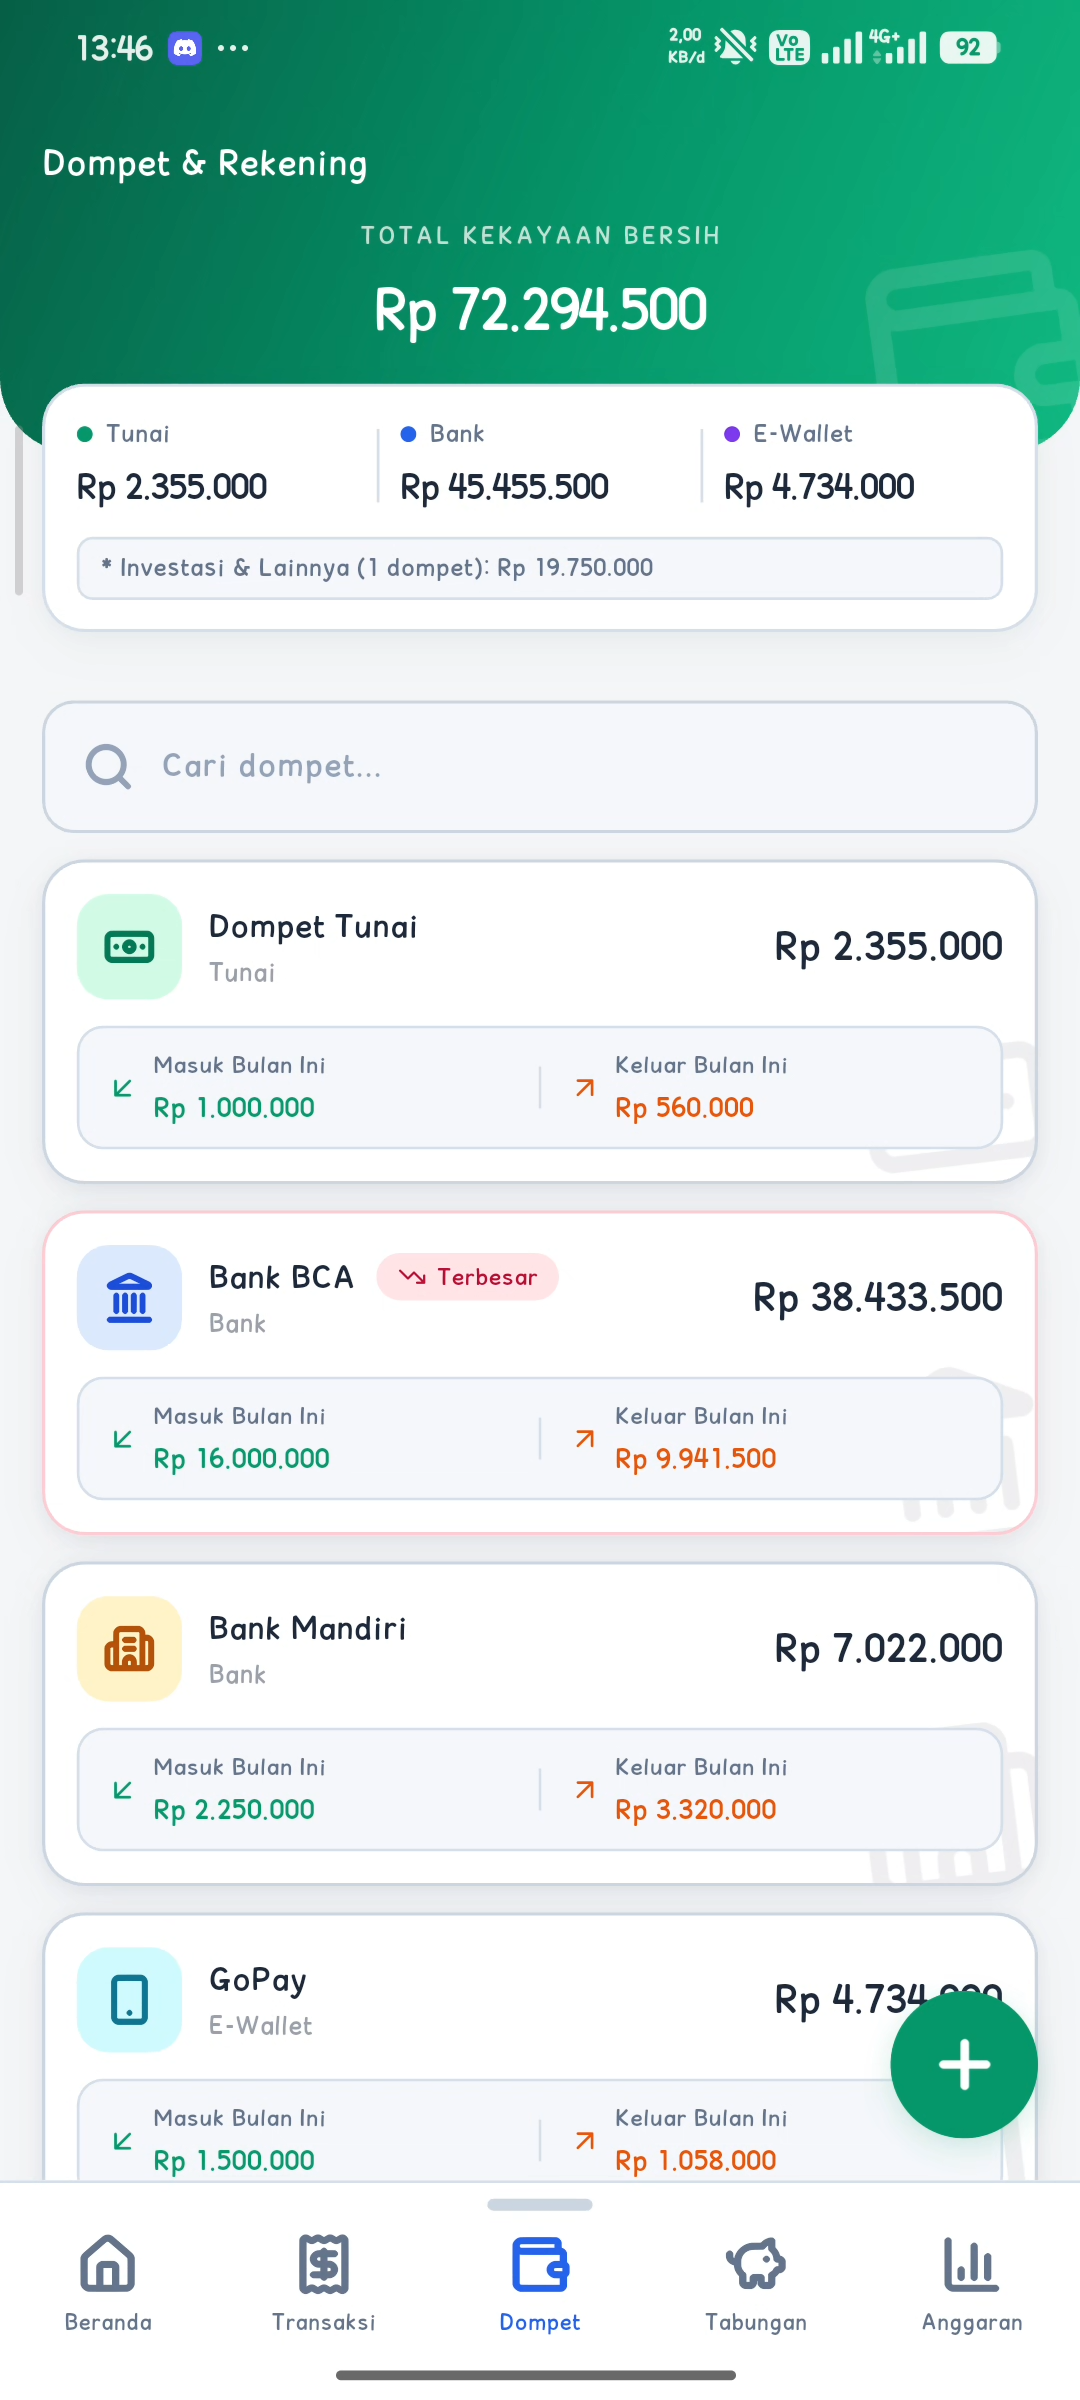 13:46
2,00 KB/d
Vo LTE
4G+
92
Dompet & Rekening
TOTAL KEKAYAAN BERSIH
Rp 72.294.500
Tunai
Bank
E-Wallet
Rp 2.355.000
Rp 45.455.500
Rp 4.734.000
* Investasi & Lainnya (1 dompet): Rp 19.750.000
Cari dompet...
Dompet Tunai
Tunai
Rp 2.355.000
Masuk Bulan Ini
Rp 1.000.000
Keluar Bulan Ini
Rp 560.000
Bank BCA
Terbesar
Bank
Rp 38.433.500
Masuk Bulan Ini
Rp 16.000.000
Keluar Bulan Ini
Rp 9.941.500
Bank Mandiri
Bank
Rp 7.022.000
Masuk Bulan Ini
Rp 2.250.000
Keluar Bulan Ini
Rp 3.320.000
GoPay
E-Wallet
Rp 4.734.000
Masuk Bulan Ini
Rp 1.500.000
Keluar Bulan Ini
Rp 1.058.000
Beranda
Transaksi
Dompet
Tabungan
Anggaran